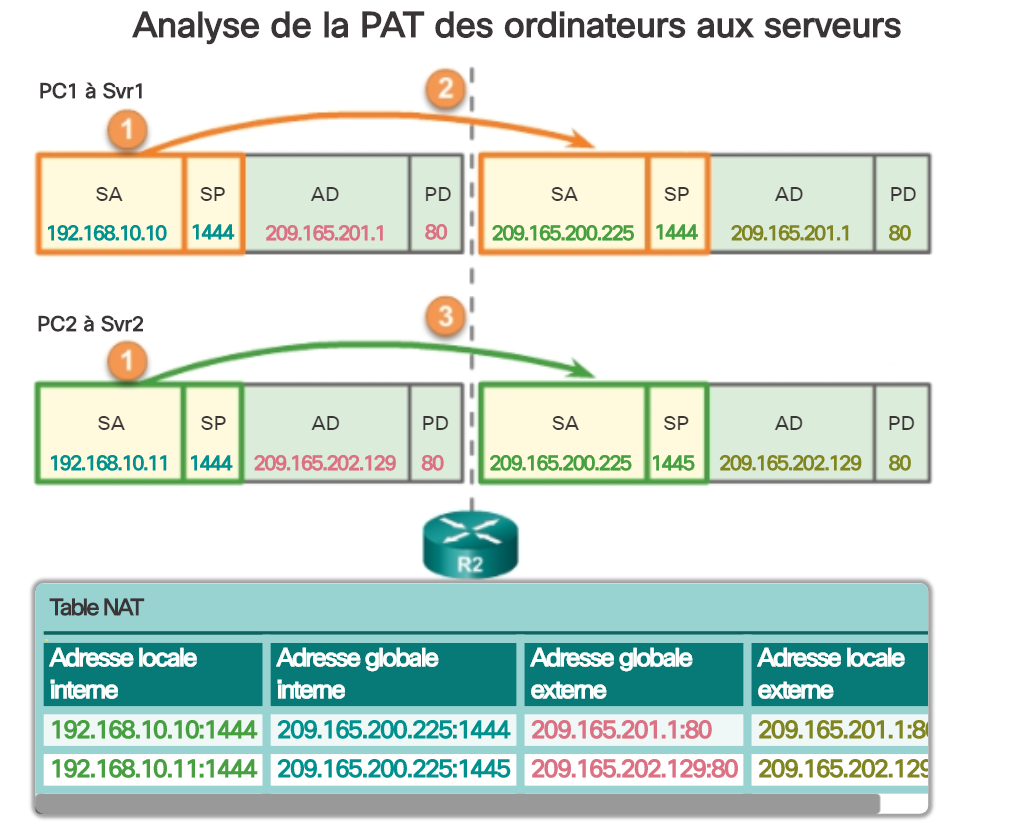 Analyse de la PAT des ordinateurs aux serveurs
PC1 à Svr1
1
2
SA SP AD PD SA SP AD PD
192.168.10.10 1444 209.165.201.1 80 209.165.200.225 1444 209.165.201.1 80
PC2 à Svr2
1
3
SA SP AD PD SA SP AD PD
192.168.10.11 1444 209.165.202.129 80 209.165.200.225 1445 209.165.202.129 80
R2
Table NAT
Adresse locale interne Adresse globale interne Adresse globale externe Adresse locale externe
192.168.10.10:1444 209.165.200.225:1444 209.165.201.1:80 209.165.201.1:80
192.168.10.11:1444 209.165.200.225:1445 209.165.202.129:80 209.165.202.129